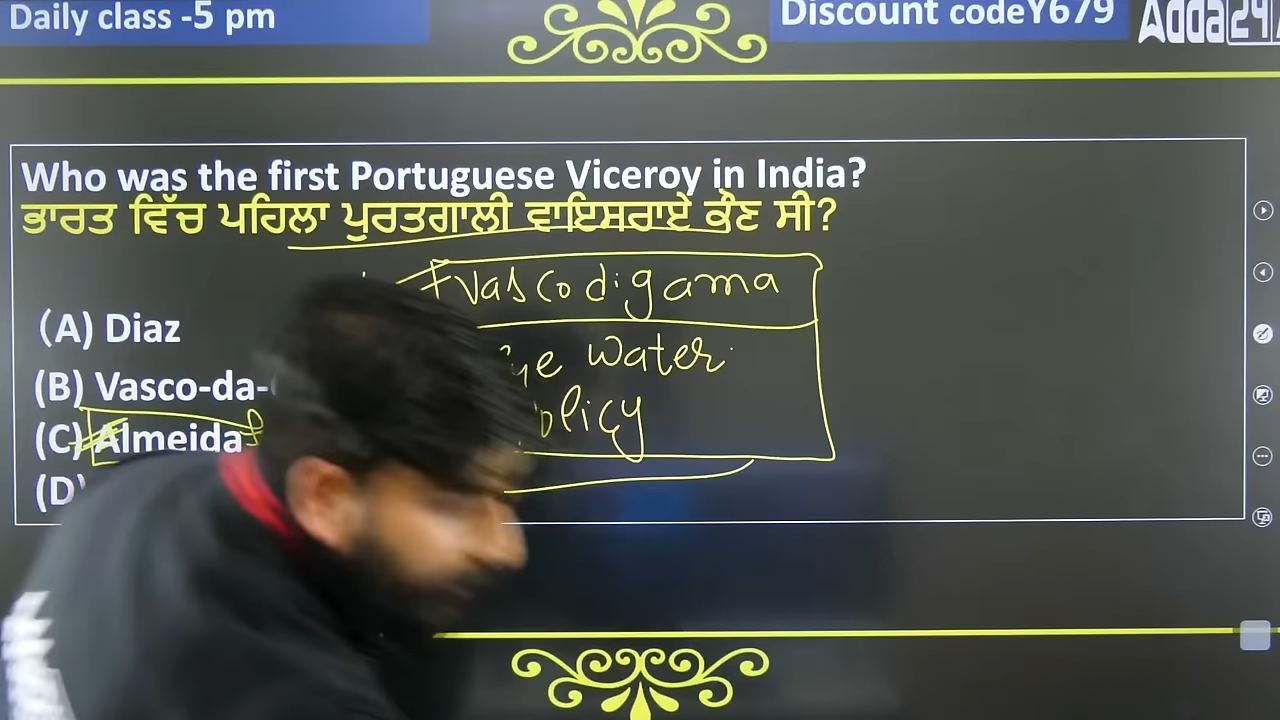 Daily class -5 pm
Discount codeY679
Adda24
Who was the first Portuguese Viceroy in India?
ਭਾਰਤ ਵਿੱਚ ਪਹਿਲਾ ਪੁਰਤਗਾਲੀ ਵਾਇਸਰਾਏ ਕੌਣ ਸੀ?
Vascodigama
(A) Diaz
water
(B) Vasco-da-
olicy
(C) Almeida
(D)